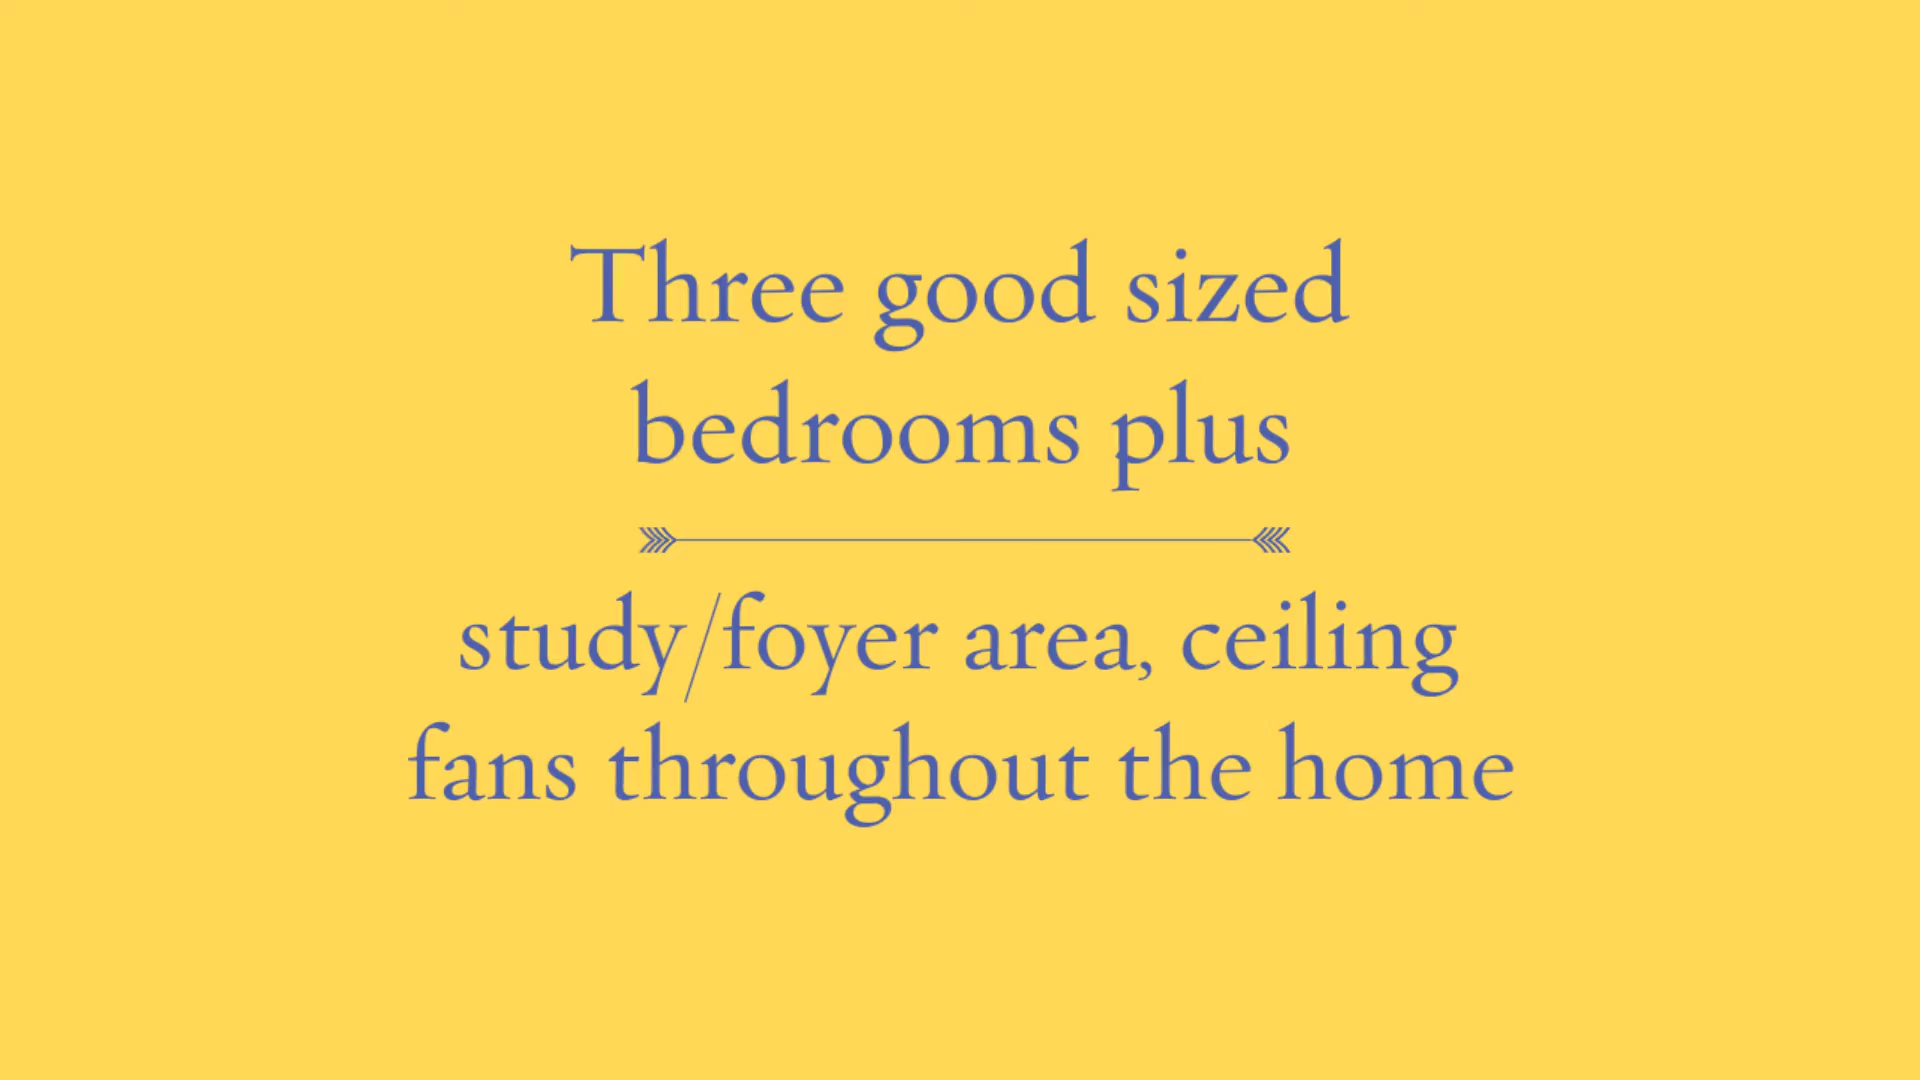 Three good sized
bedrooms plus
study/foyer area, ceiling
fans throughout the home